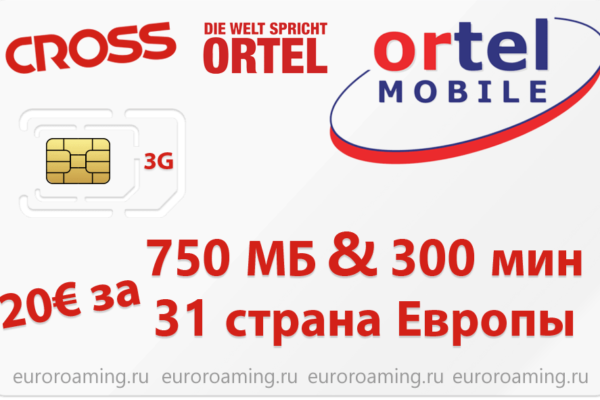 CROSS
DIE WELT SPRICHT
ORTEL
ortel
MOBILE
3G
20€ за
750 МБ & 300 мин
31 страна Европы
euroroaming.ru euroroaming.ru euroroaming.ru euroroaming.ru